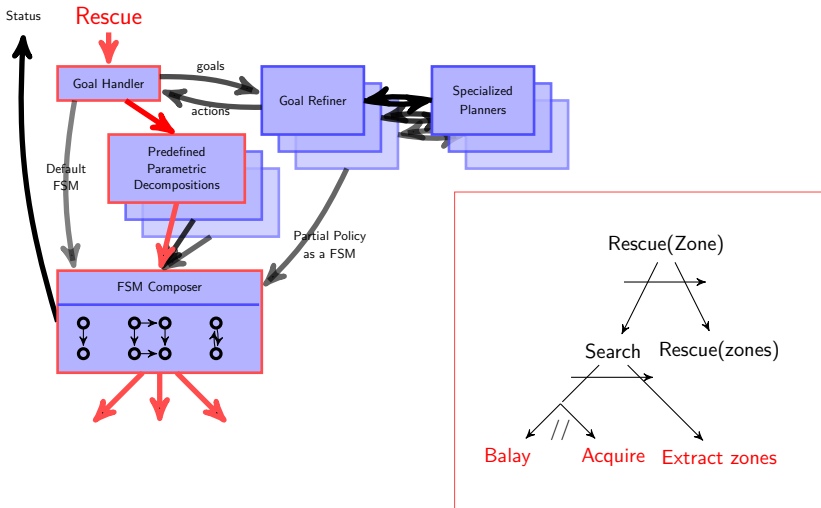 Status
Rescue
Goal Handler
goals
actions
Goal Refiner
Specialized
Planners
Default
FSM
Predefined
Parametric
Decompositions
Partial Policy
as a FSM
FSM Composer
Rescue(Zone)
Search
Rescue(zones)
//
Balay
Acquire
Extract zones